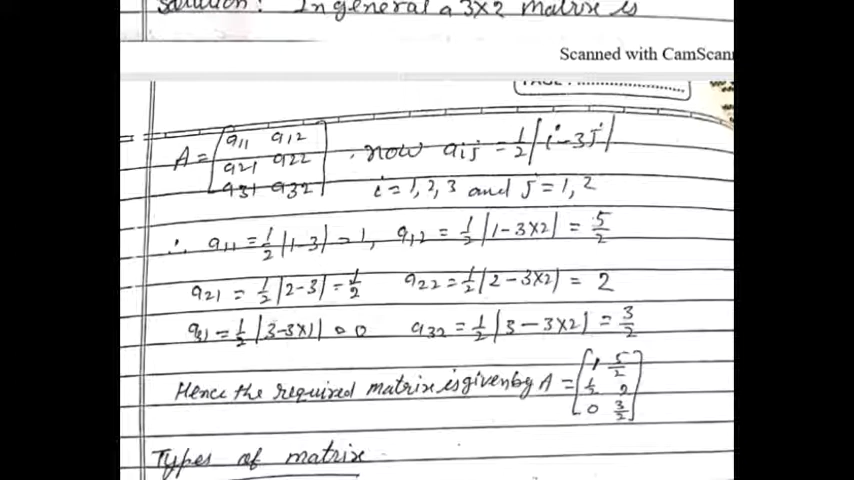 Solution: In general a 3x2 matrix is
Scanned with CamScan
PAGE:
A = [a11 a12
a21 a22
a31 a32] . now aij = 1/2 |i - 3j|
i = 1, 2, 3 and j = 1, 2
∴ a11 = 1/2 |1-3| = 1, a12 = 1/2 |1-3x2| = 5/2
a21 = 1/2 |2-3| = 1/2 a22 = 1/2 |2-3x2| = 2
a31 = 1/2 |3-3x1| = 0 a32 = 1/2 |3-3x2| = 3/2
Hence the required matrix is given by A = [1 5/2
1/2 2
0 3/2]
Types of matrix